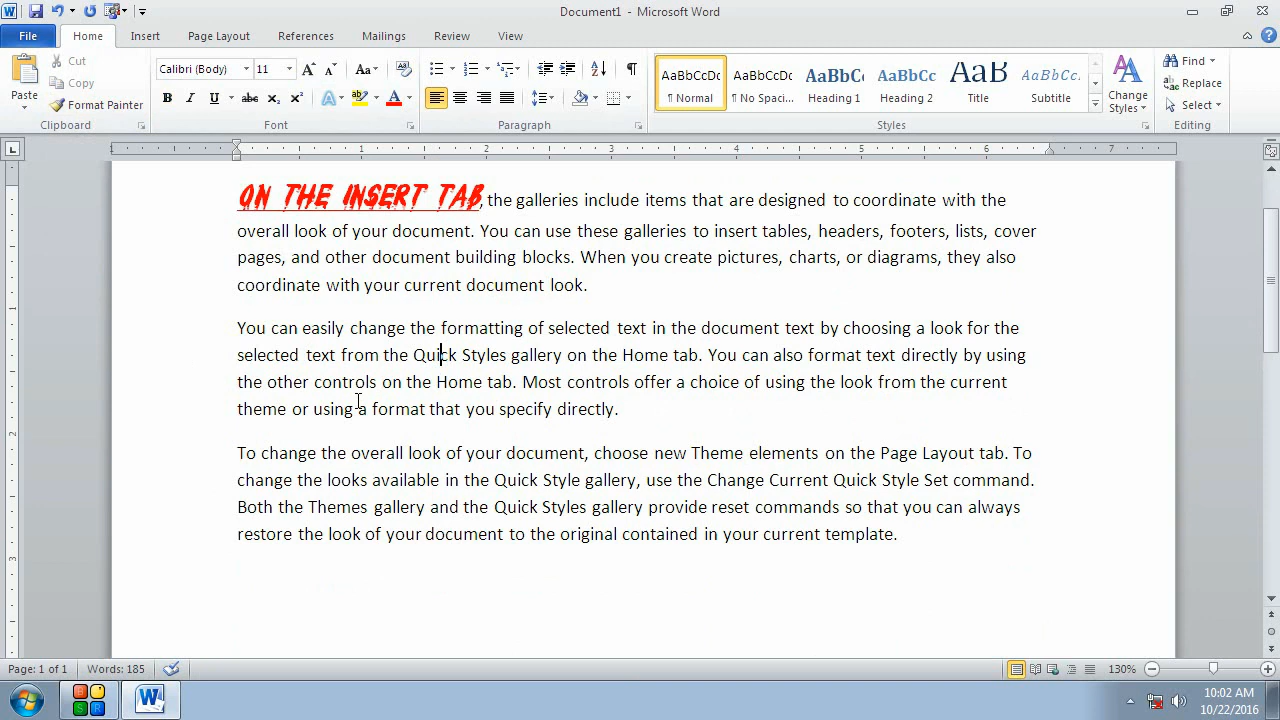 Document1 - Microsoft Word
File Home Insert Page Layout References Mailings Review View
Paste
Cut
Copy
Format Painter
Clipboard
Calibri (Body) 11
Font
Paragraph
AaBbCcDc AaBbCcDc AaBbCc AaBbCc AaB AaBbCc.
¶ Normal ¶ No Spaci... Heading 1 Heading 2 Title Subtitle
Change Styles
Styles
Find
Replace
Select
Editing
1 1 2 3 4 5 6 7
ON THE INSERT TAB, the galleries include items that are designed to coordinate with the
overall look of your document. You can use these galleries to insert tables, headers, footers, lists, cover
pages, and other document building blocks. When you create pictures, charts, or diagrams, they also
coordinate with your current document look.
You can easily change the formatting of selected text in the document text by choosing a look for the
selected text from the Quick Styles gallery on the Home tab. You can also format text directly by using
the other controls on the Home tab. Most controls offer a choice of using the look from the current
theme or using a format that you specify directly.
To change the overall look of your document, choose new Theme elements on the Page Layout tab. To
change the looks available in the Quick Style gallery, use the Change Current Quick Style Set command.
Both the Themes gallery and the Quick Styles gallery provide reset commands so that you can always
restore the look of your document to the original contained in your current template.
Page: 1 of 1 Words: 185 130%
10:02 AM
10/22/2016